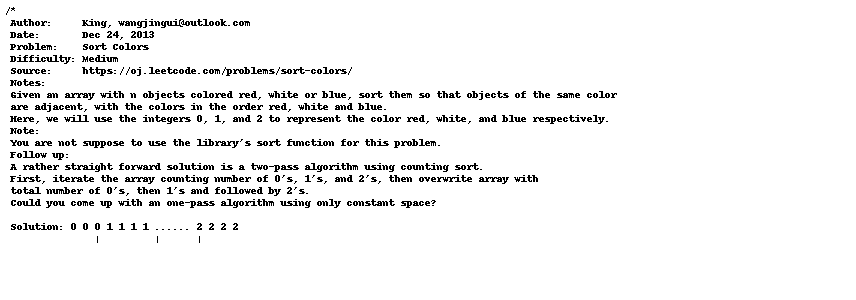 /*
Author:     King, wangjingui@outlook.com
Date:       Dec 24, 2013
Problem:    Sort Colors
Difficulty: Medium
Source:     https://oj.leetcode.com/problems/sort-colors/
Notes:
Given an array with n objects colored red, white or blue, sort them so that objects of the same color
are adjacent, with the colors in the order red, white and blue.
Here, we will use the integers 0, 1, and 2 to represent the color red, white, and blue respectively.
Note:
You are not suppose to use the library's sort function for this problem.
Follow up:
A rather straight forward solution is a two-pass algorithm using counting sort.
First, iterate the array counting number of 0's, 1's, and 2's, then overwrite array with
total number of 0's, then 1's and followed by 2's.
Could you come up with an one-pass algorithm using only constant space?
Solution: 0 0 0 1 1 1 1 ...... 2 2 2 2
|         |      |